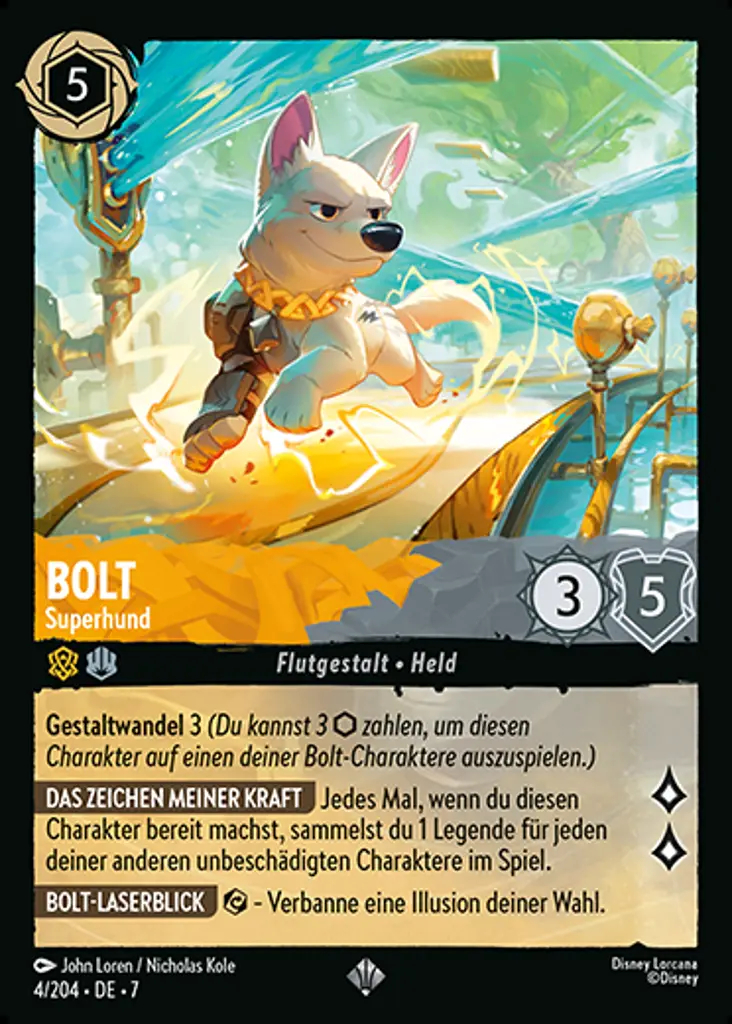 5
BOLT
Superhund
3
5
Flutgestalt • Held
Gestaltwandel 3 (Du kannst 3 zahlen, um diesen
Charakter auf einen deiner Bolt-Charaktere auszuspielen.)
DAS ZEICHEN MEINER KRAFT Jedes Mal, wenn du diesen
Charakter bereit machst, sammelst du 1 Legende für jeden
deiner anderen unbeschädigten Charaktere im Spiel.
BOLT-LASERBLICK - Verbanne eine Illusion deiner Wahl.
John Loren / Nicholas Kole
4/204 • DE • 7
Disney Lorcana
©Disney